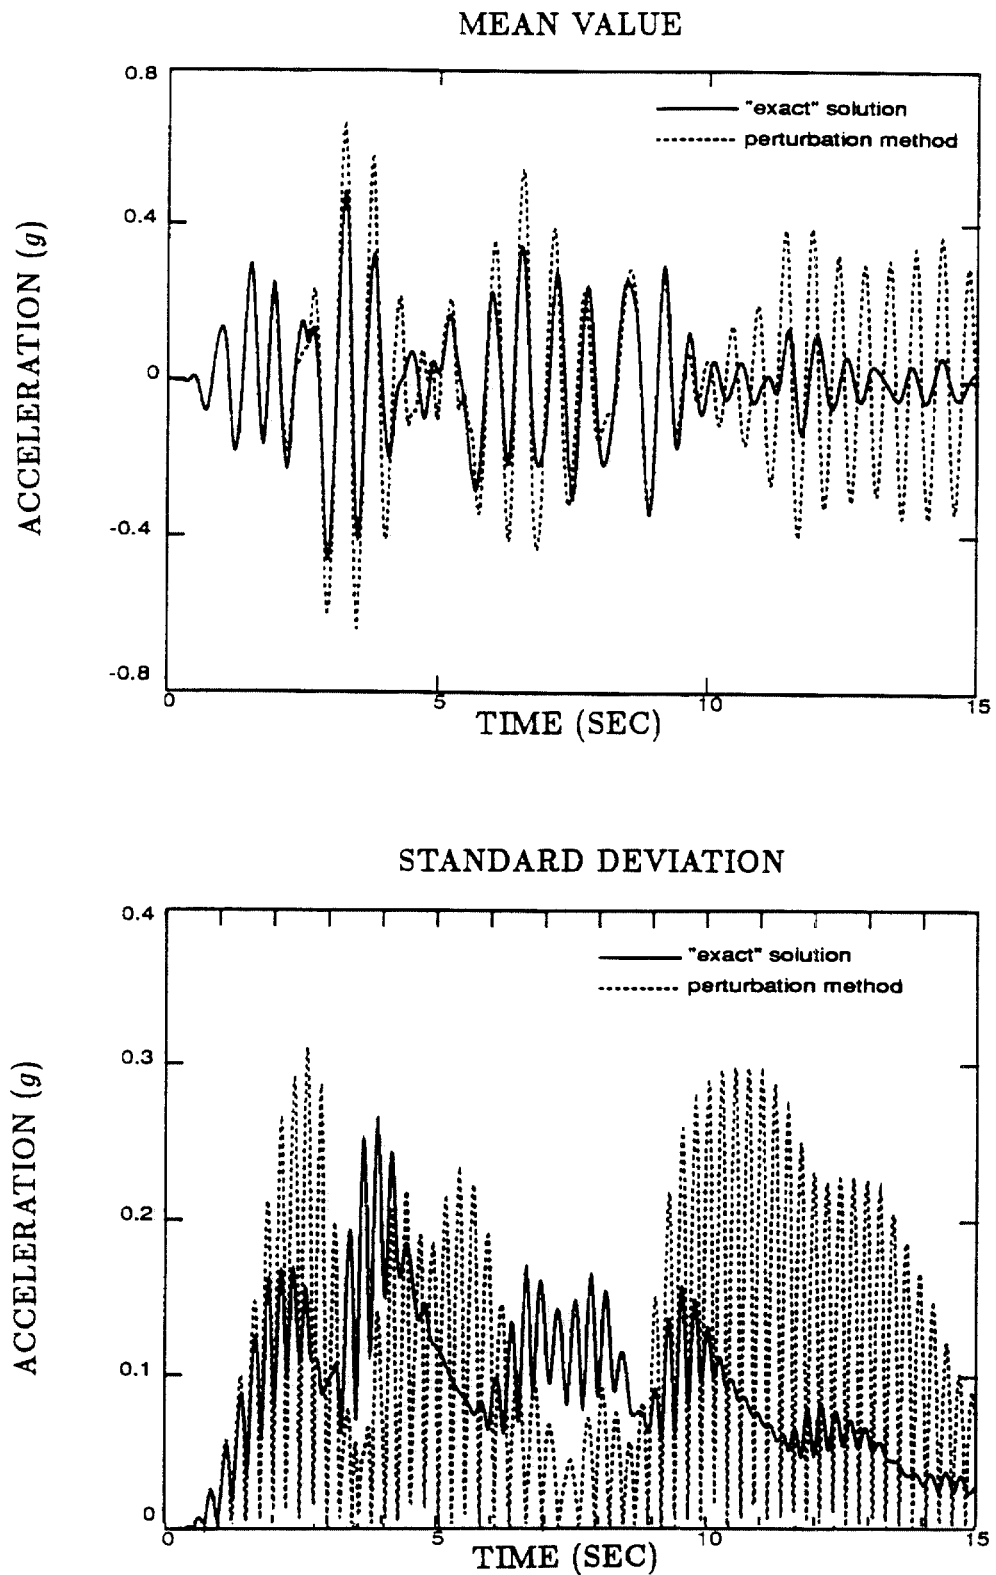 MEAN VALUE
0.8
0.4
0
-0.4
-0.8
ACCELERATION (g)
"exact" solution
perturbation method
0 5 10 15
TIME (SEC)
STANDARD DEVIATION
0.4
0.3
0.2
0.1
0
ACCELERATION (g)
"exact" solution
perturbation method
0 5 10 15
TIME (SEC)